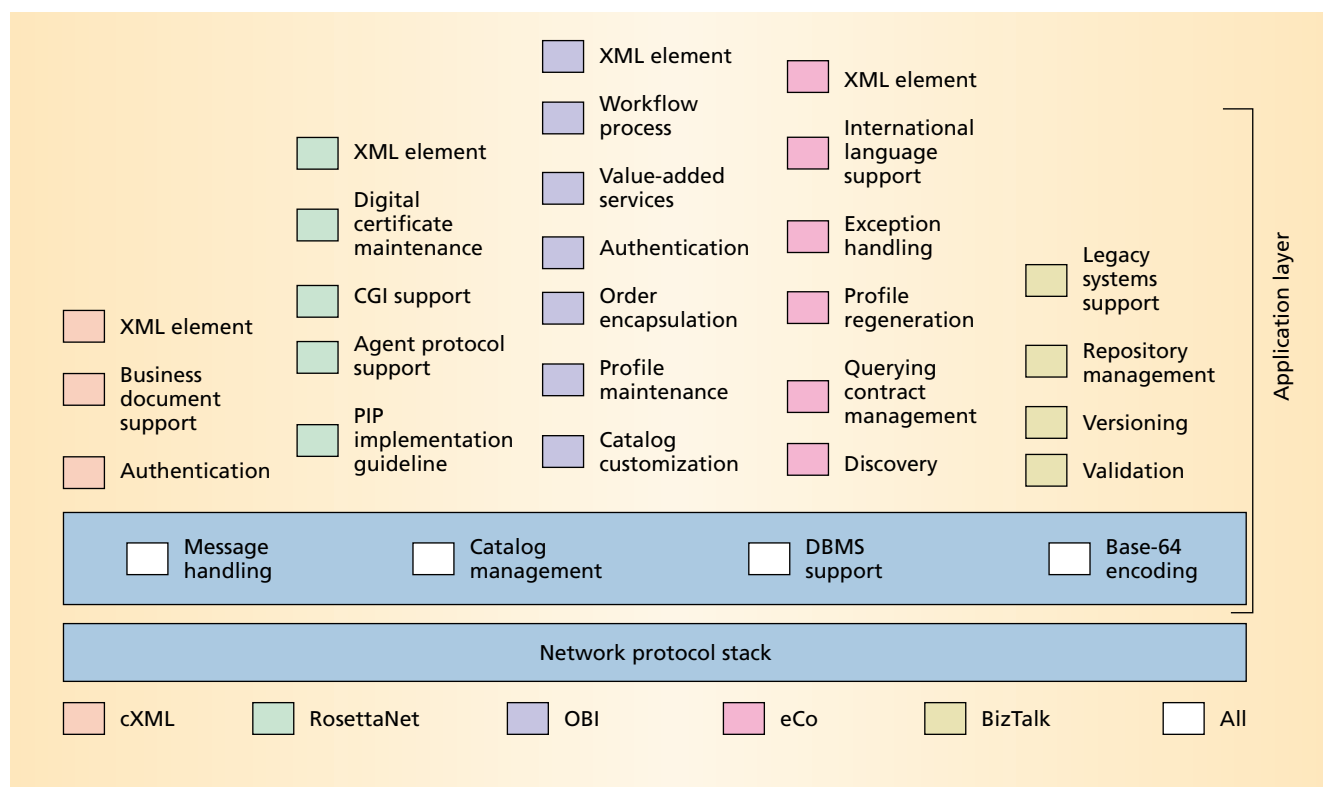 XML element
Business
document
support
Authentication
XML element
Digital
certificate
maintenance
CGI support
Agent protocol
support
PIP
implementation
guideline
XML element
Workflow
process
Value-added
services
Authentication
Order
encapsulation
Profile
maintenance
Catalog
customization
XML element
International
language
support
Exception
handling
Profile
regeneration
Querying
contract
management
Discovery
Legacy
systems
support
Repository
management
Versioning
Validation
Application layer
Message
handling
Catalog
management
DBMS
support
Base-64
encoding
Network protocol stack
cXML
RosettaNet
OBI
eCo
BizTalk
All